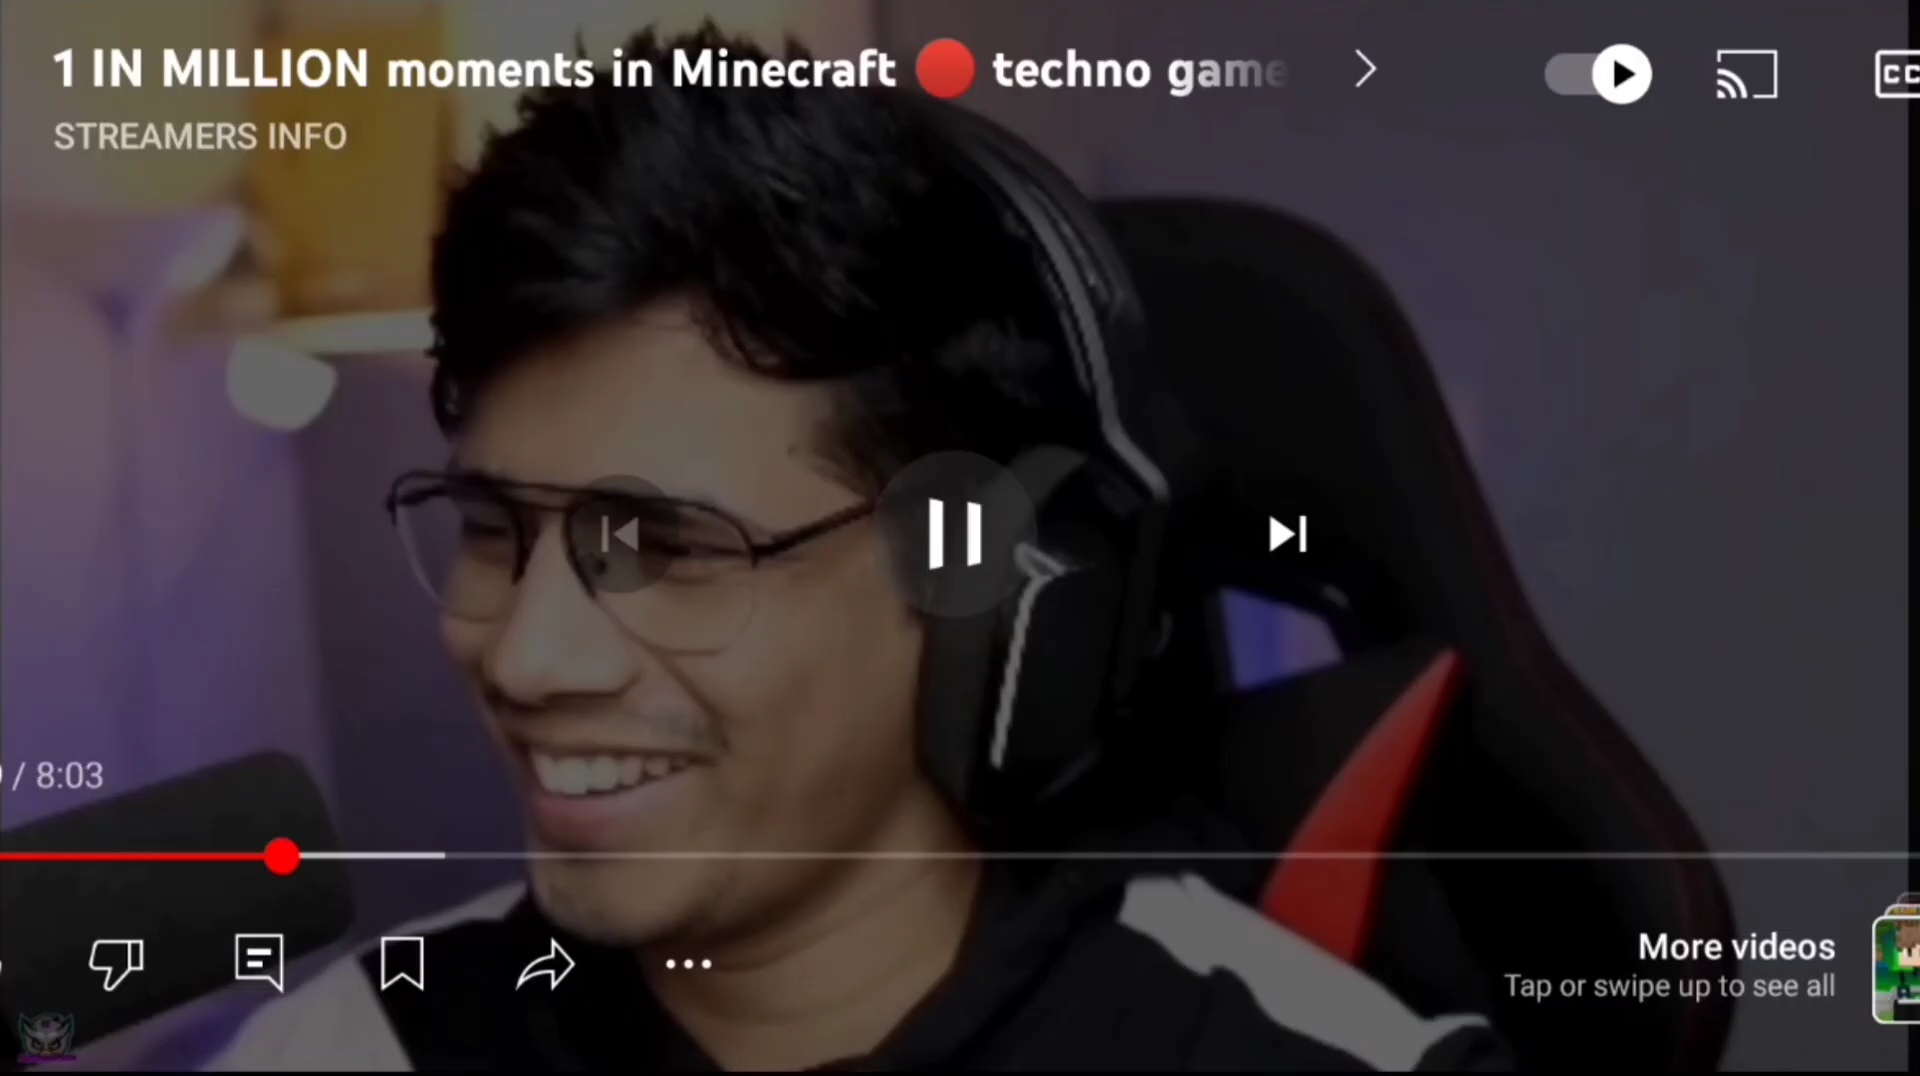 1 IN MILLION moments in Minecraft 🔴 techno game
STREAMERS INFO
CC
/ 8:03
More videos
Tap or swipe up to see all